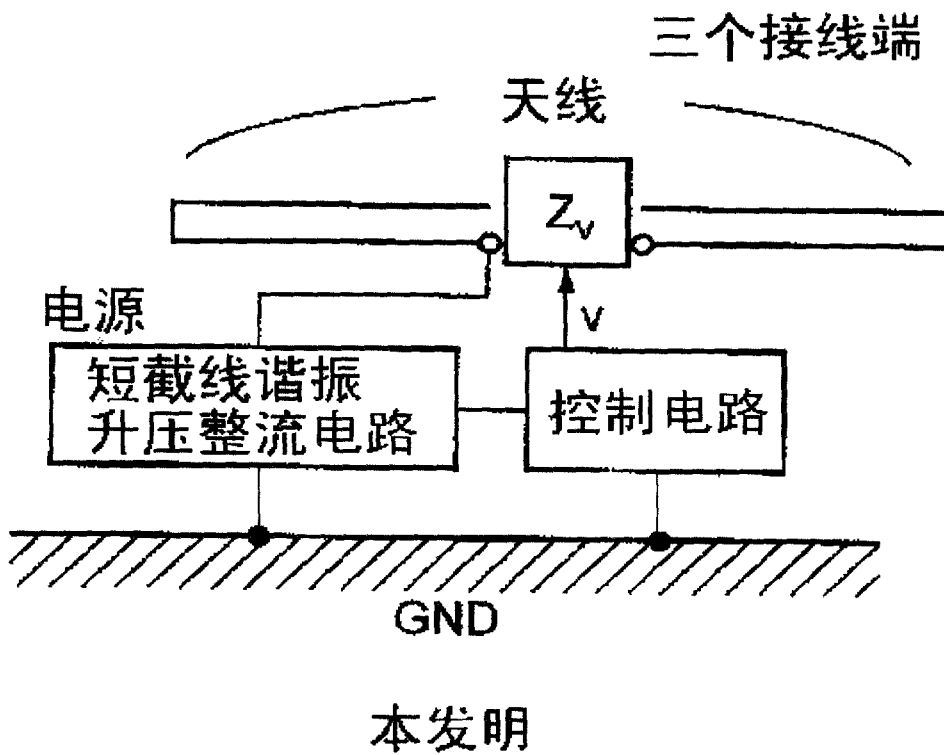 三个接线端
天线
Zv
电源
v
短截线谐振
升压整流电路
控制电路
GND
本发明